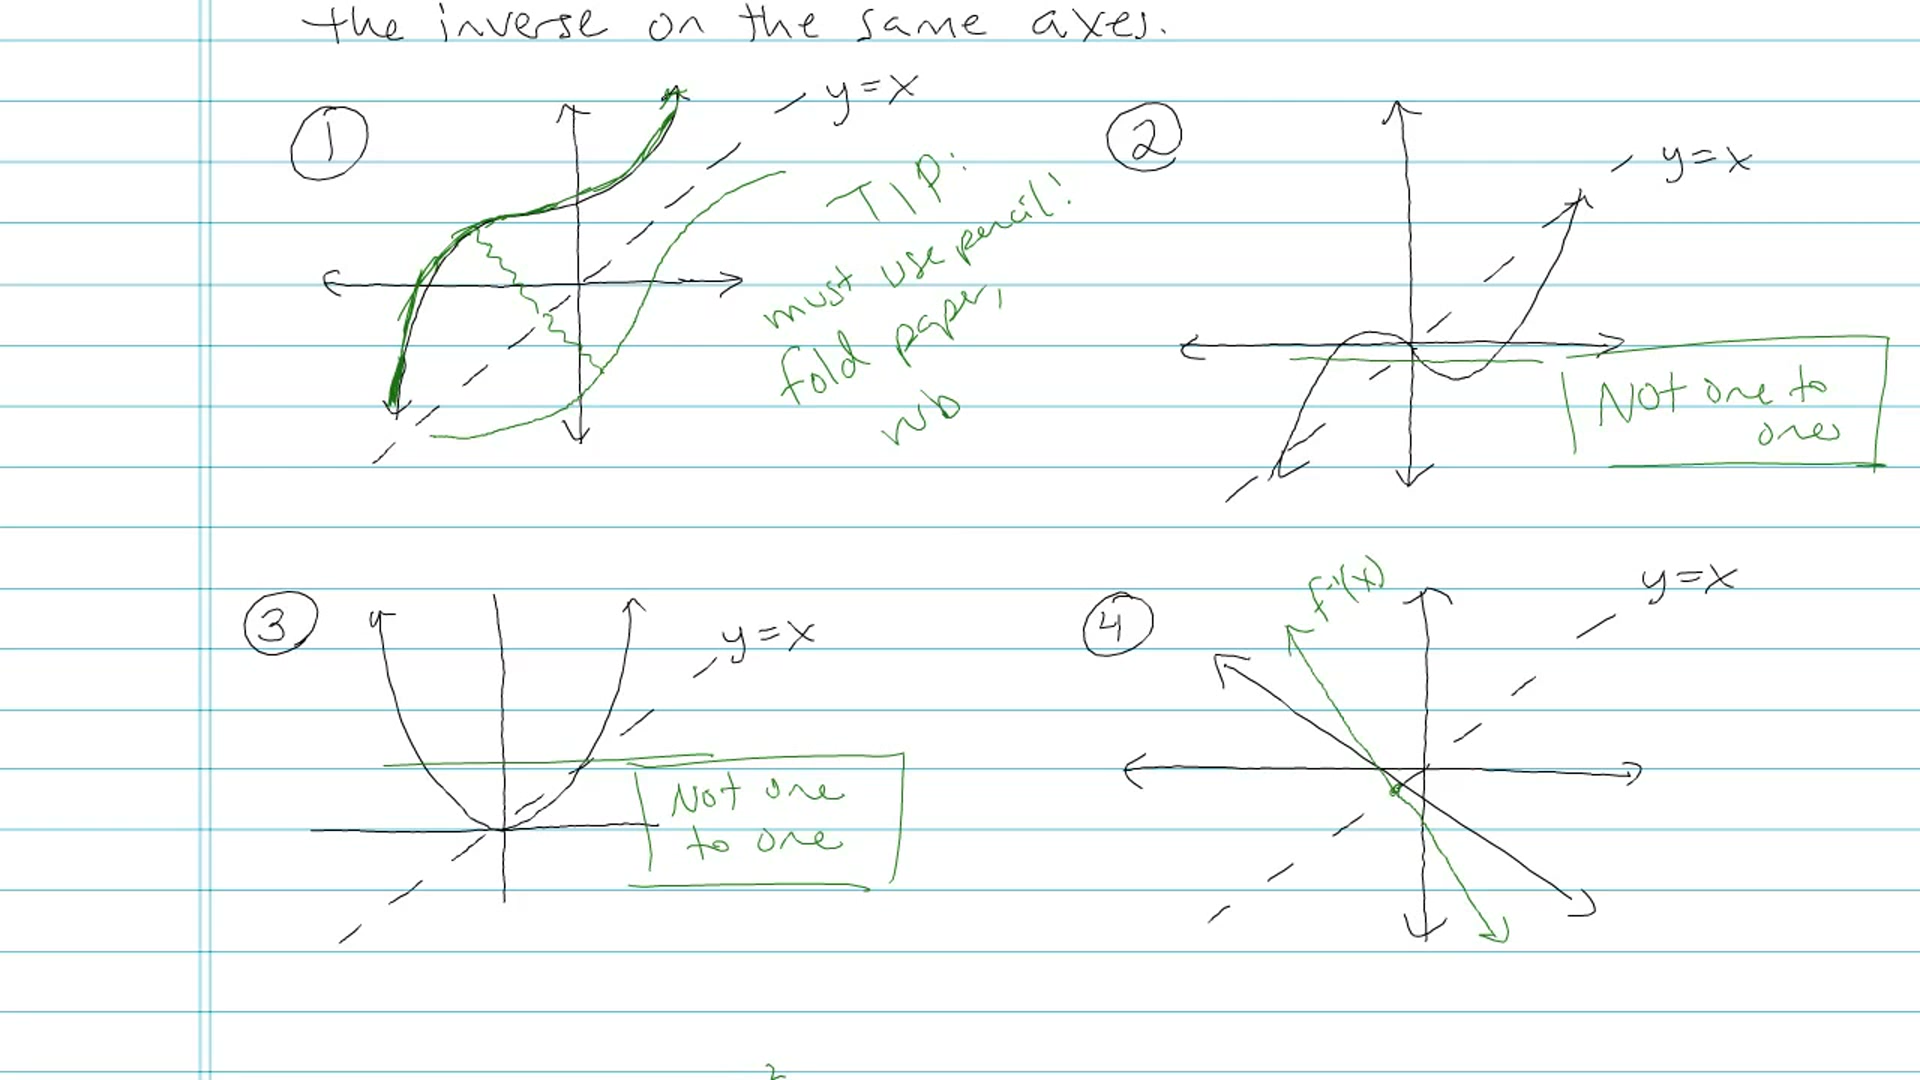 the inverse on the same axes.
① y=x
TIP:
must use pencil!
fold paper,
rub
② y=x
Not one to
one
③ y=x
Not one
to one
④ y=x
f⁻¹(x)
2